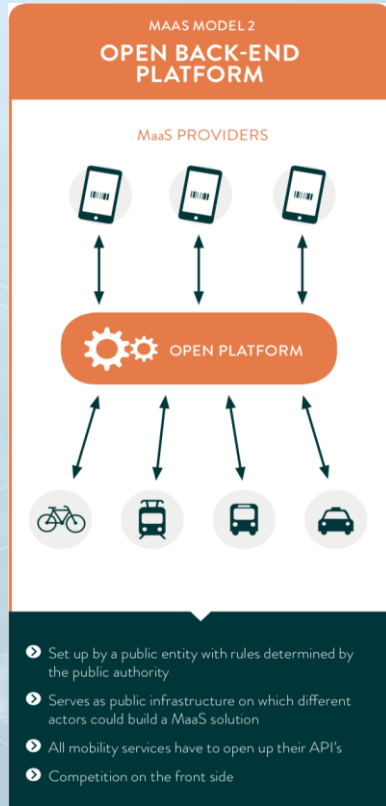 MAAS MODEL 2
OPEN BACK-END
PLATFORM
MaaS PROVIDERS
OPEN PLATFORM
Set up by a public entity with rules determined by
the public authority
Serves as public infrastructure on which different
actors could build a MaaS solution
All mobility services have to open up their API's
Competition on the front side